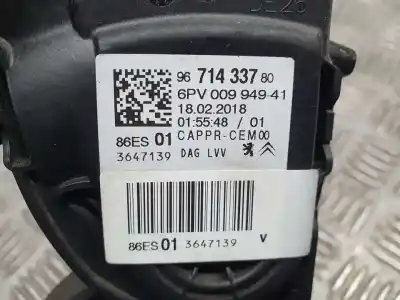 96 714 337 80
6PV 009 949-41
18.02.2018
01:55:48 / 01
86ES 01 CAPPR-CEM00
3647139 DAG LVV
86ES 01 3647139 V